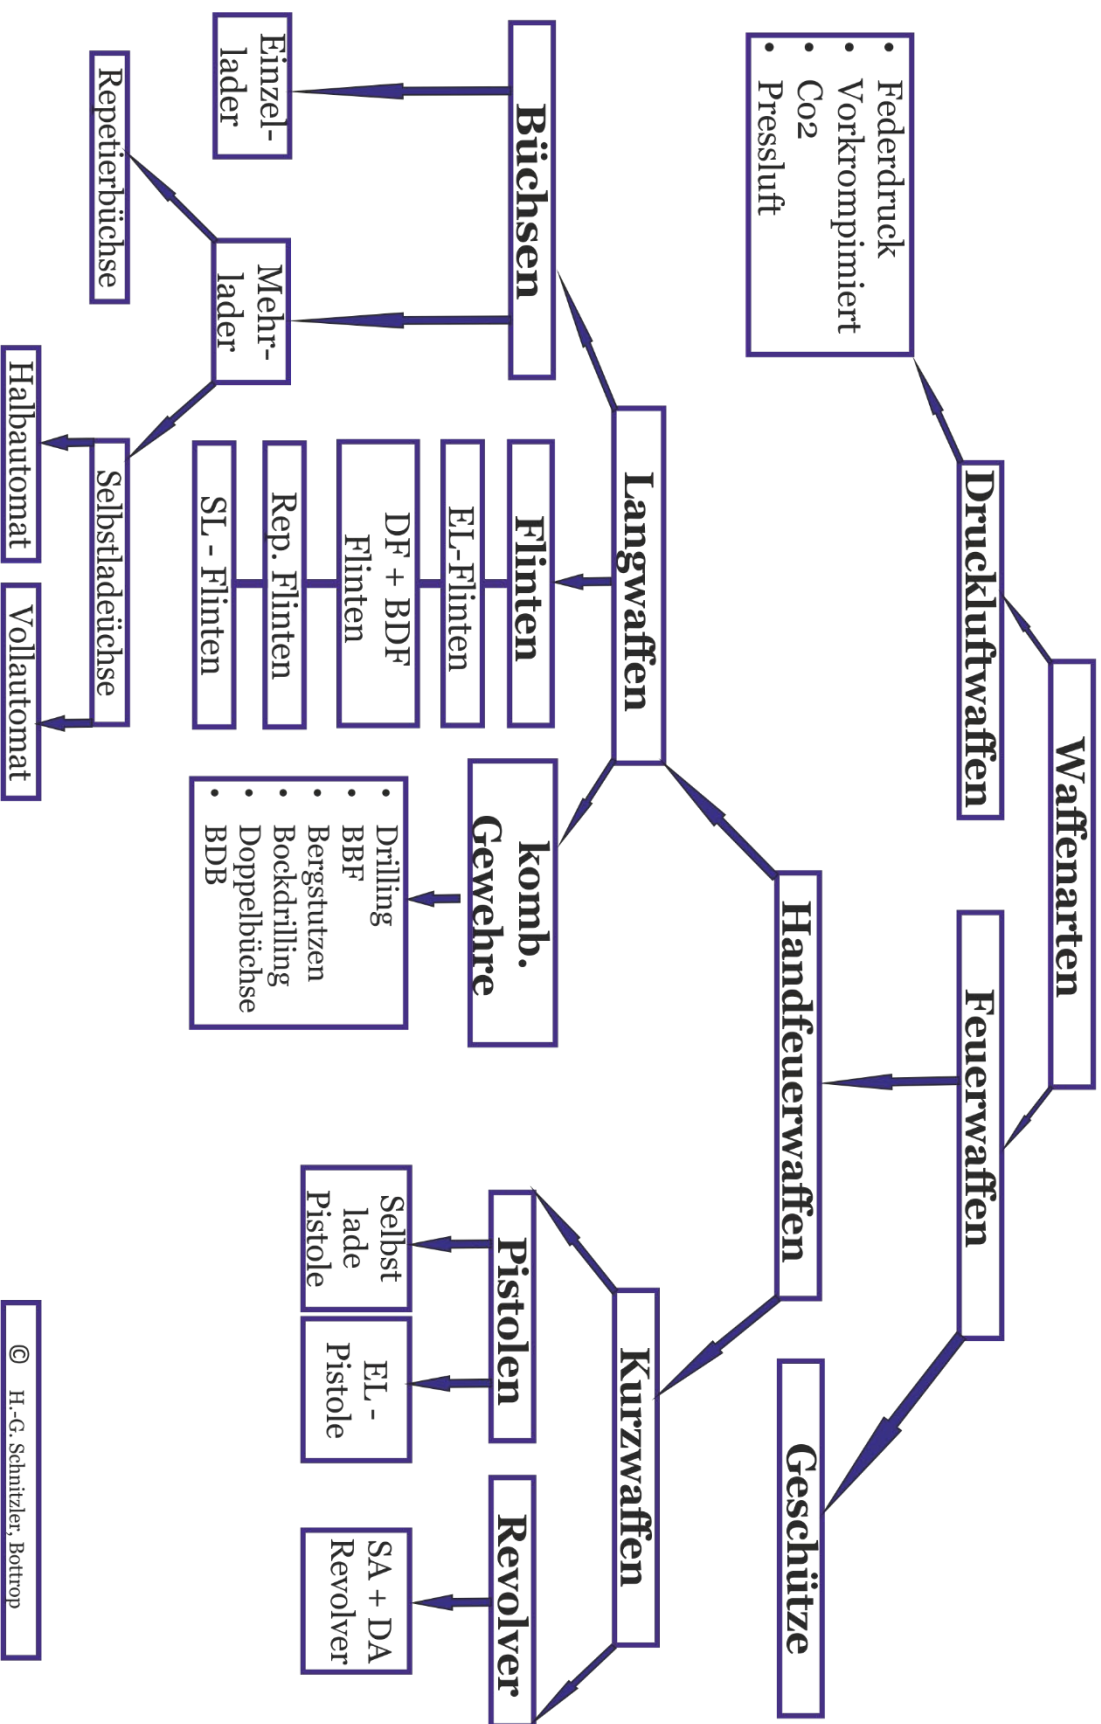 Waffenarten
Druckluftwaffen
Feuerwaffen
• Federdruck
• Vorkrompimiert
• Co2
• Pressluft
Handfeuerwaffen
Geschütze
Langwaffen
Kurzwaffen
Büchsen
Flinten
komb.
Gewehre
Pistolen
Revolver
Einzel-
lader
Mehr-
lader
Repetierbüchse
Selbstladeüchse
Halbautomat
Vollautomat
EL-Flinten
DF + BDF
Flinten
Rep. Flinten
SL - Flinten
• Drilling
• BBF
• Bergstutzen
• Bockdrilling
• Doppelbüchse
• BDB
Selbst
lade
Pistole
EL -
Pistole
SA + DA
Revolver
© H.-G. Schnitzler, Bottrop